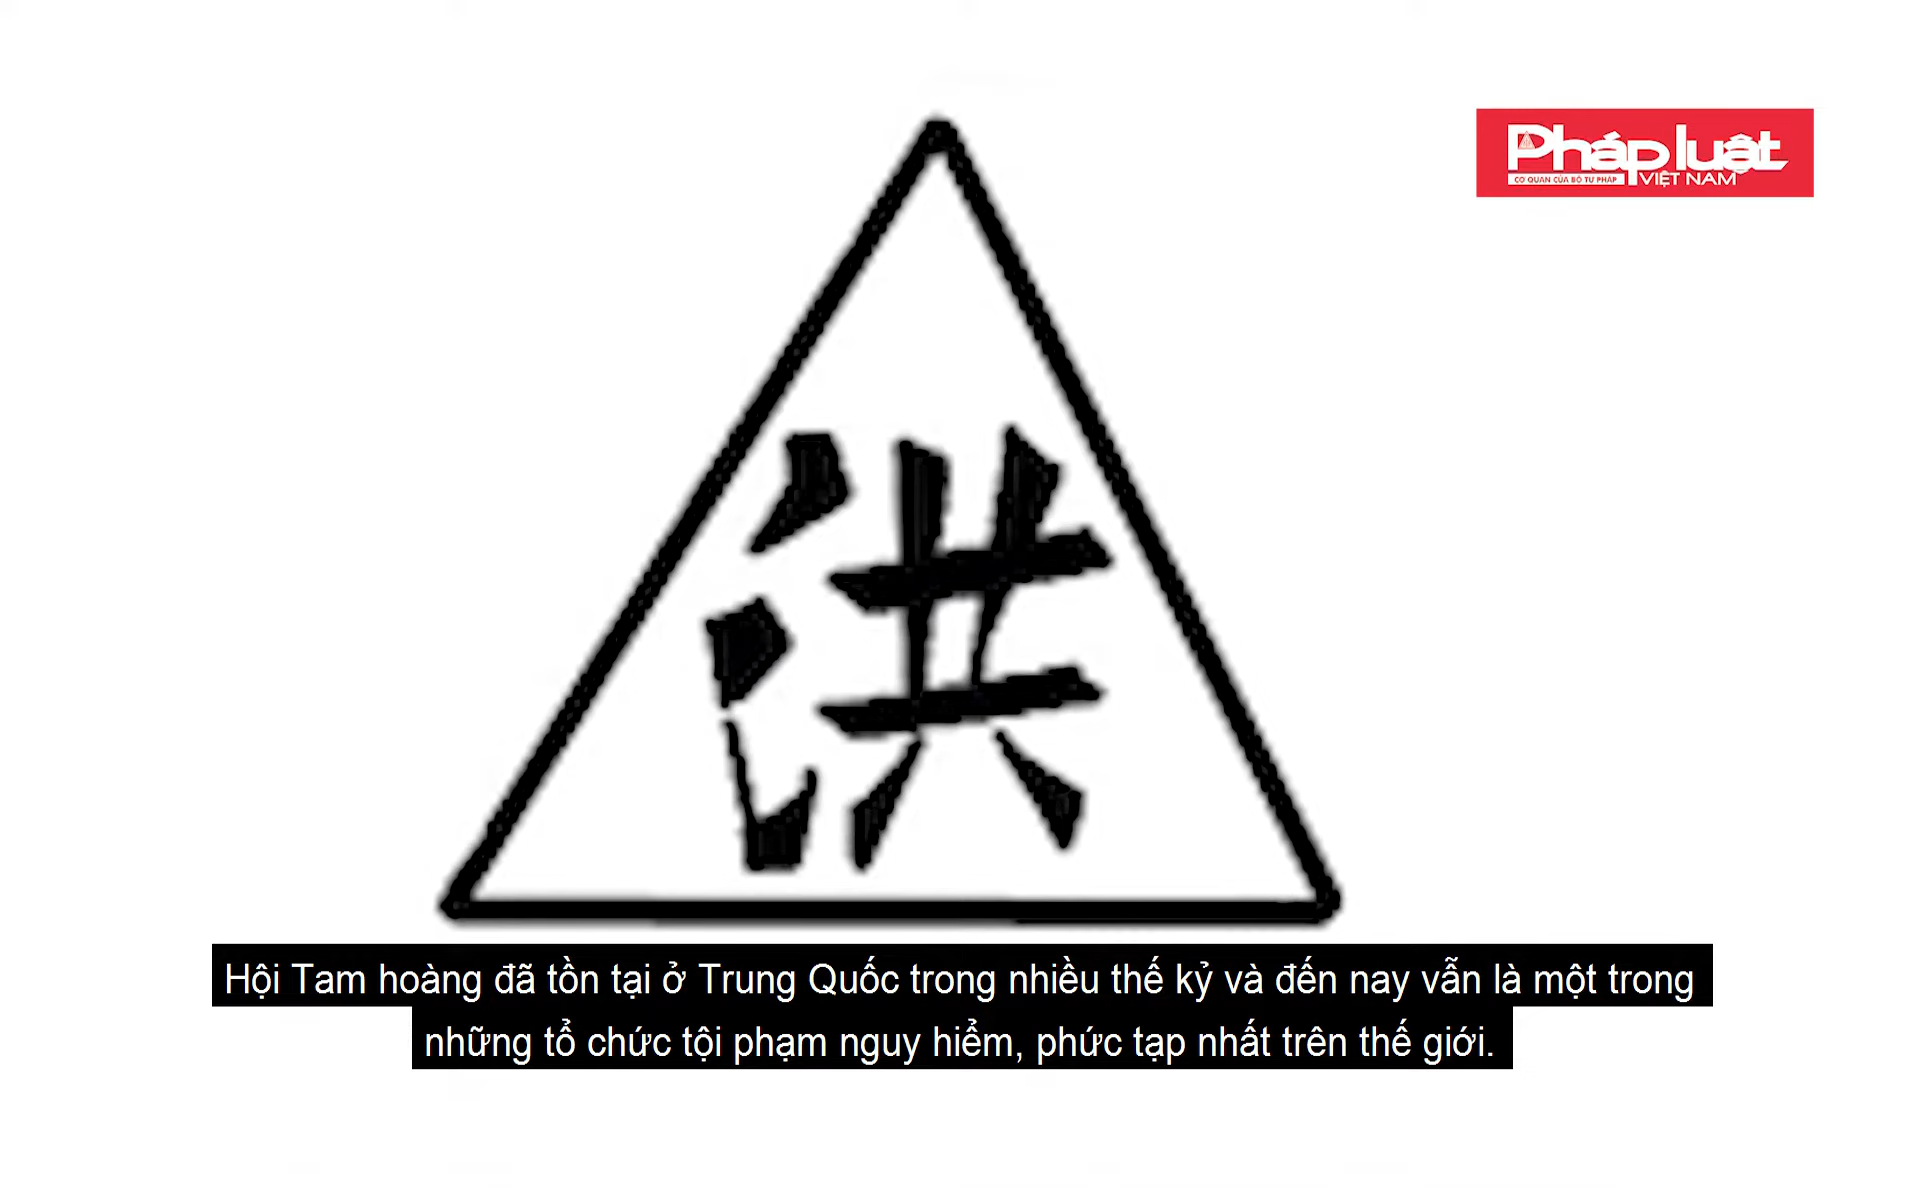 Pháp luật
CƠ QUAN CỦA BỘ TƯ PHÁP
VIỆT NAM
洪
Hội Tam hoàng đã tồn tại ở Trung Quốc trong nhiều thế kỷ và đến nay vẫn là một trong
những tổ chức tội phạm nguy hiểm, phức tạp nhất trên thế giới.